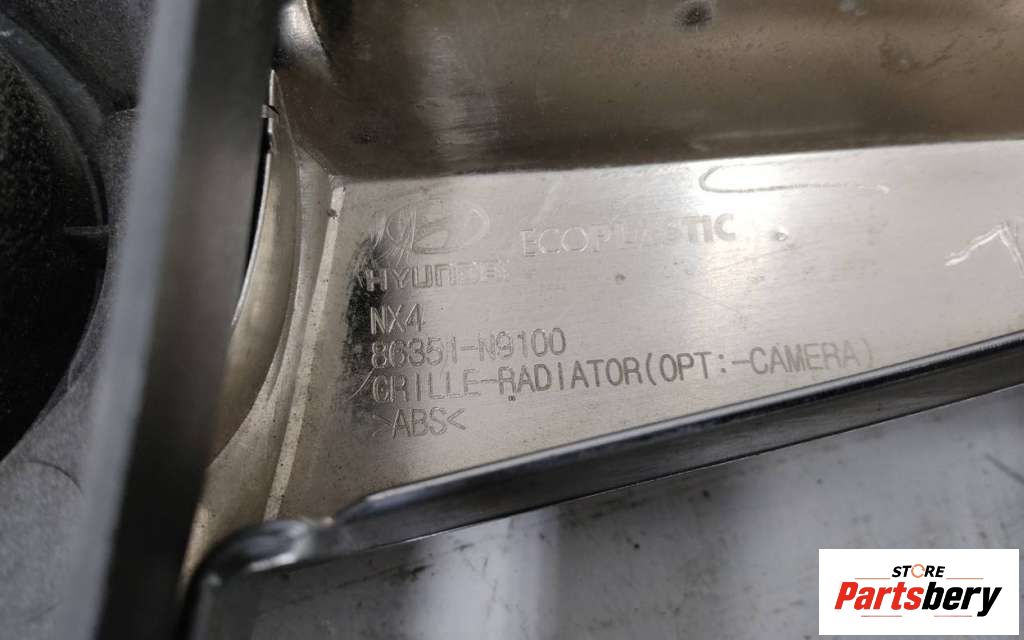 HYUNDAI ECOPLASTIC
NX4
86351-N9100
GRILLE-RADIATOR(OPT:-CAMERA)
>ABS<
STORE
Partsbery